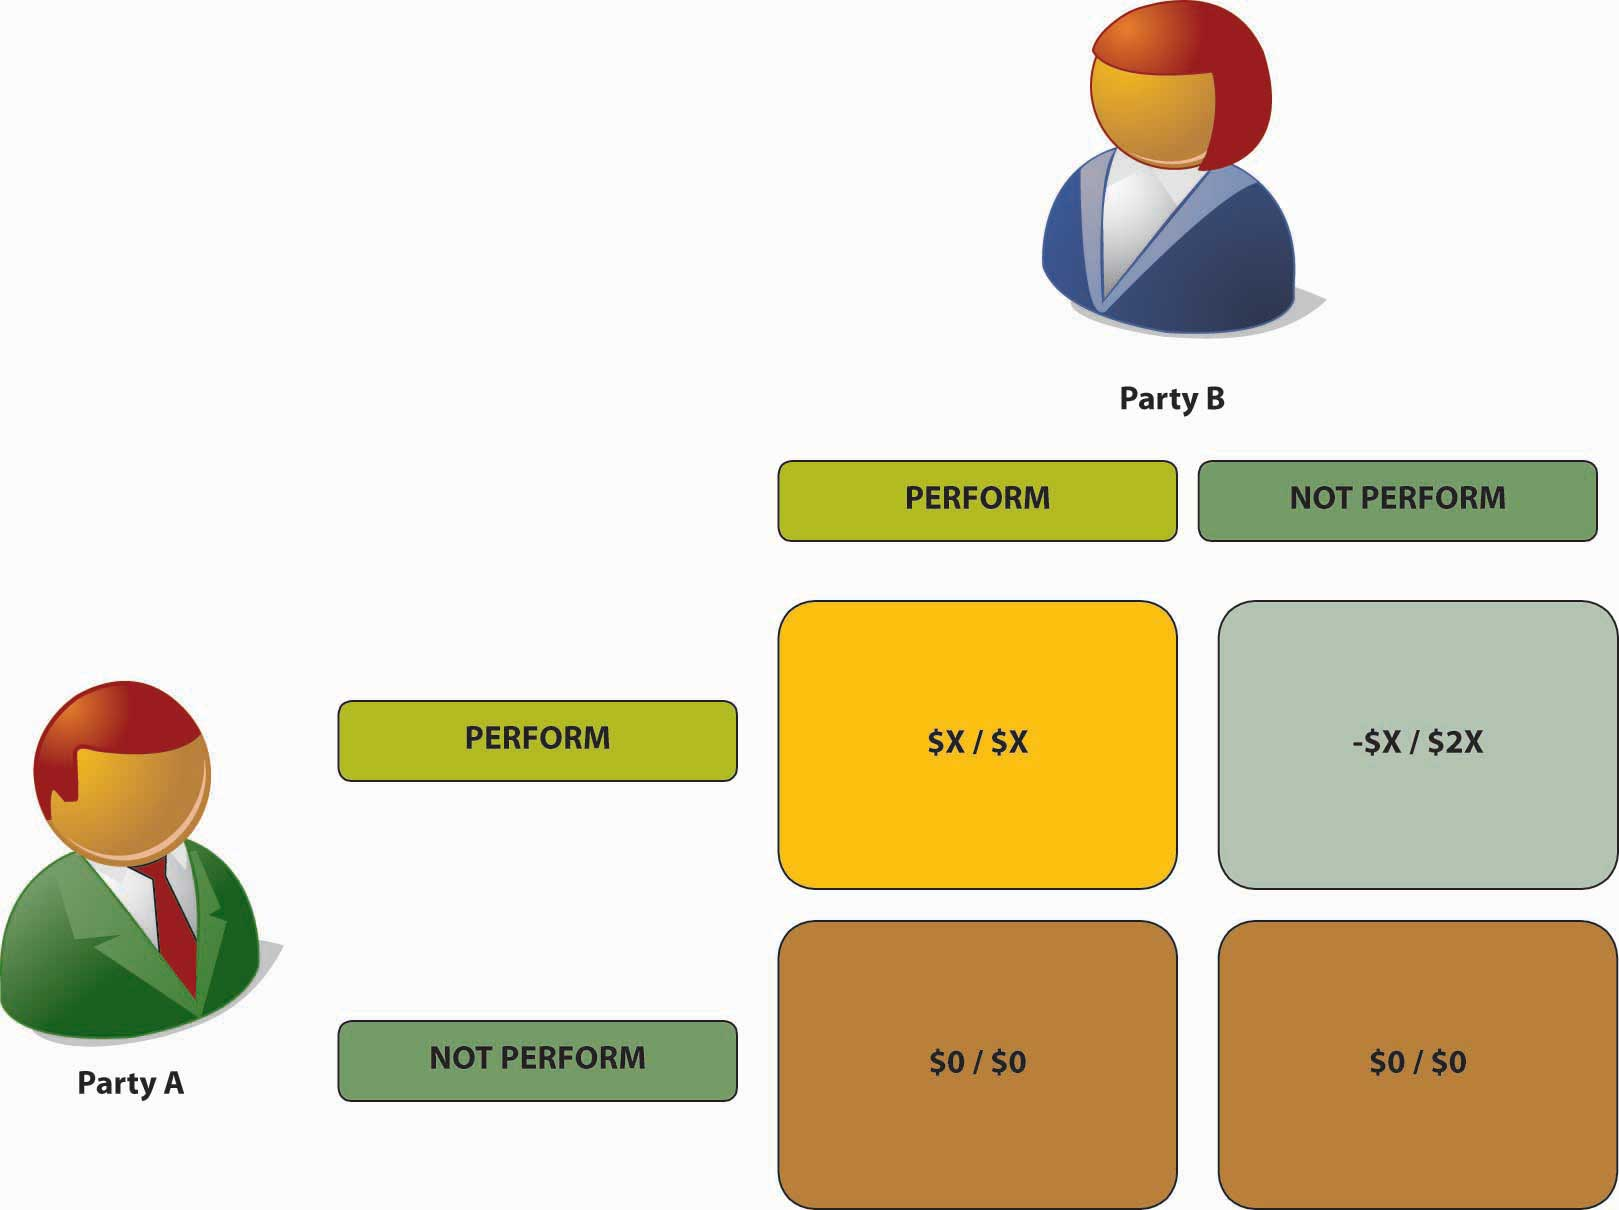 Party B
PERFORM
NOT PERFORM
PERFORM
$X / $X
-$X / $2X
Party A
NOT PERFORM
$0 / $0
$0 / $0